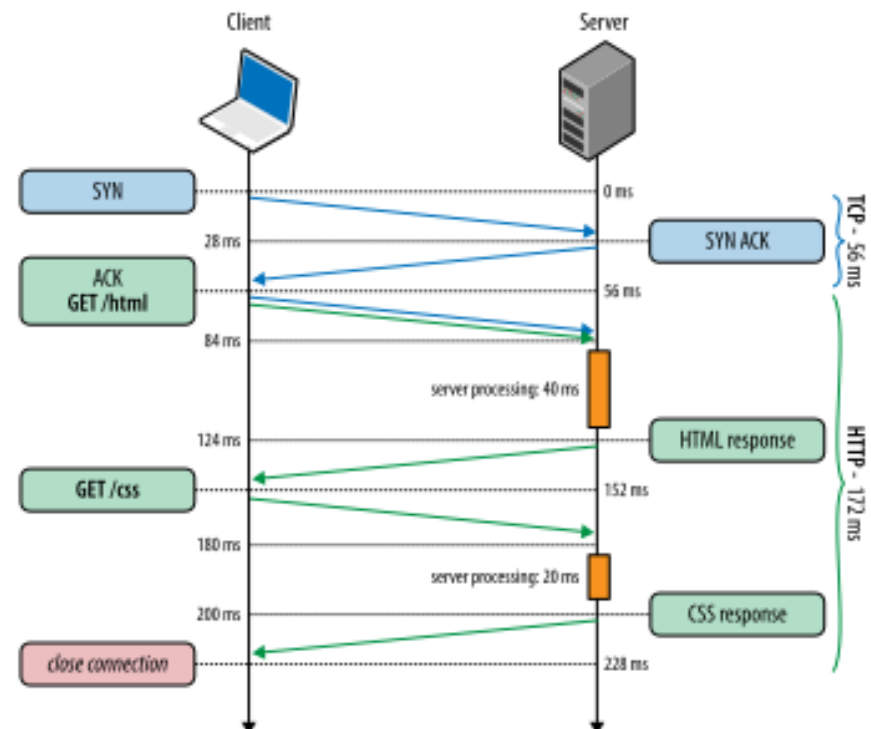 Client
Server
SYN
0 ms
TCP - 56 ms
28 ms
SYN ACK
ACK
GET /html
56 ms
84 ms
server processing: 40 ms
HTTP - 172 ms
124 ms
HTML response
GET /css
152 ms
180 ms
server processing: 20 ms
200 ms
CSS response
close connection
228 ms